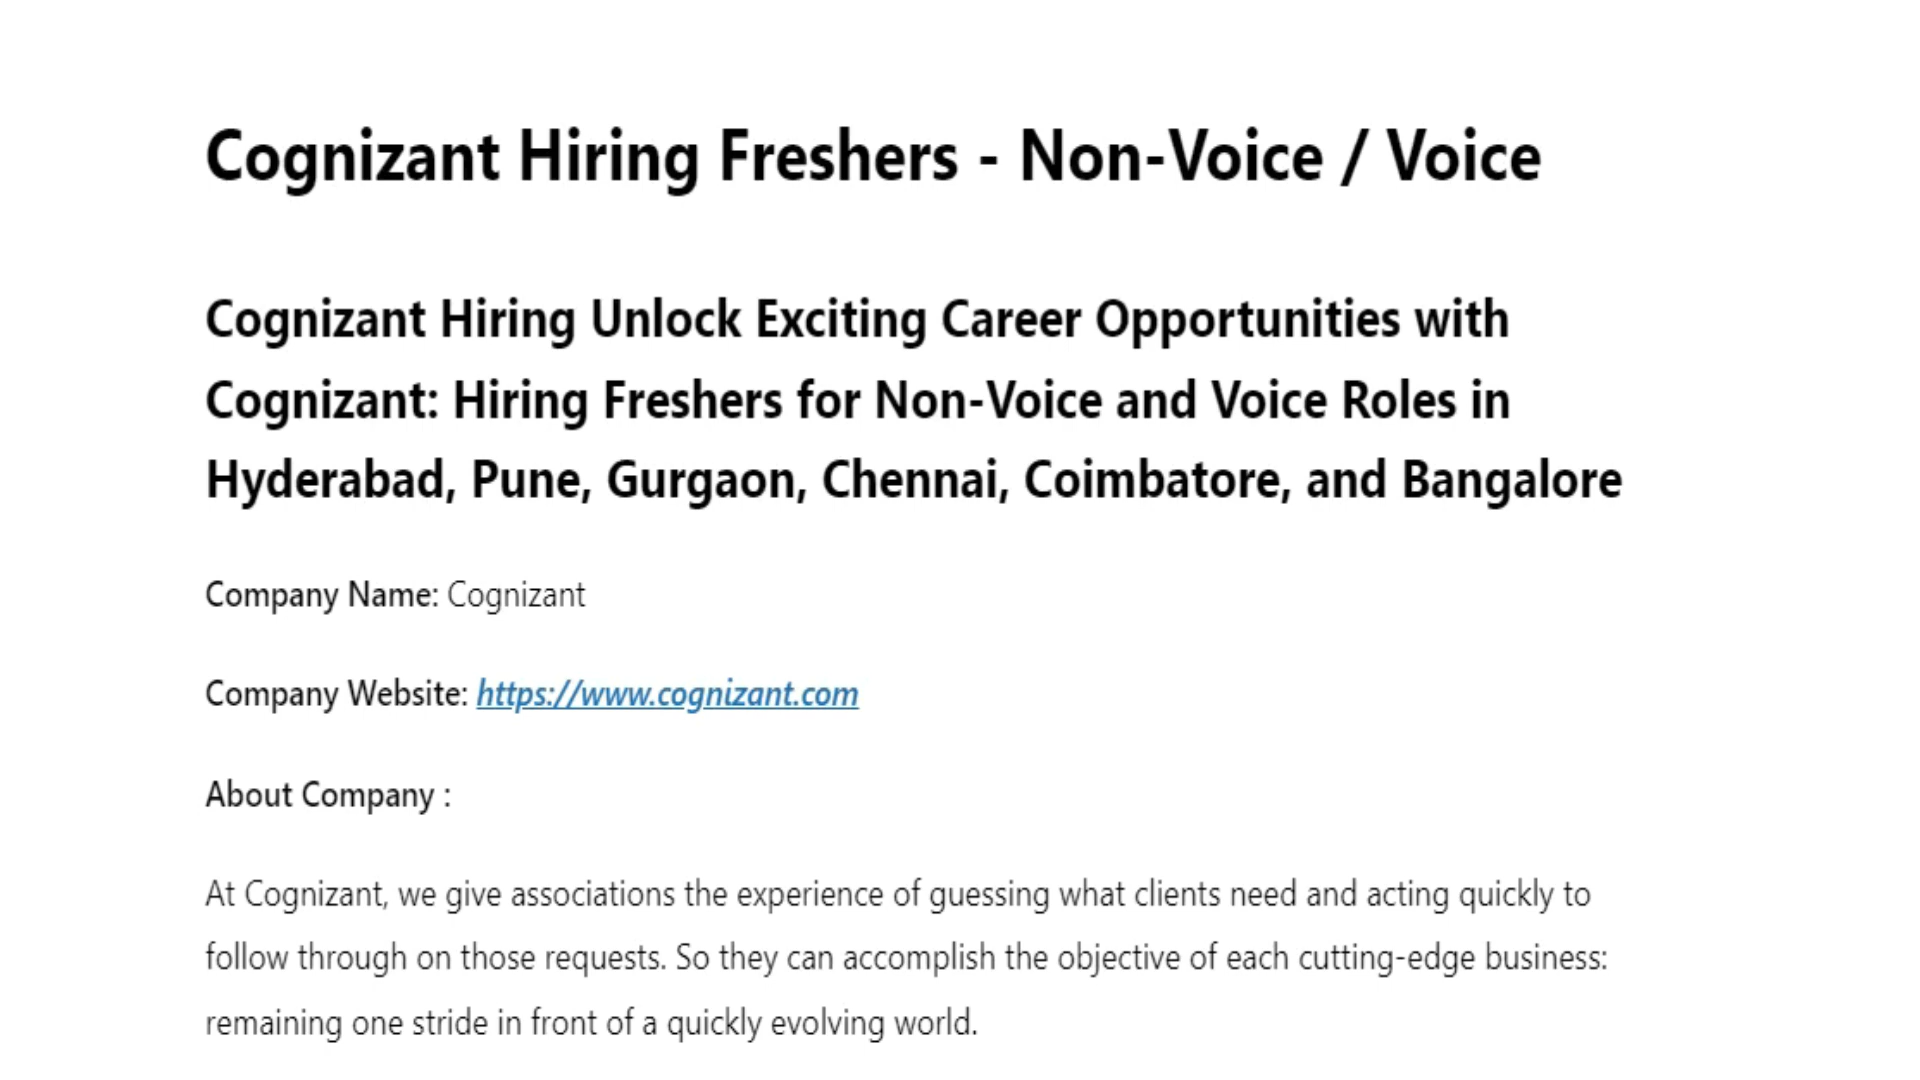 Cognizant Hiring Freshers - Non-Voice / Voice
Cognizant Hiring Unlock Exciting Career Opportunities with
Cognizant: Hiring Freshers for Non-Voice and Voice Roles in
Hyderabad, Pune, Gurgaon, Chennai, Coimbatore, and Bangalore
Company Name: Cognizant
Company Website: https://www.cognizant.com
About Company :
At Cognizant, we give associations the experience of guessing what clients need and acting quickly to
follow through on those requests. So they can accomplish the objective of each cutting-edge business:
remaining one stride in front of a quickly evolving world.